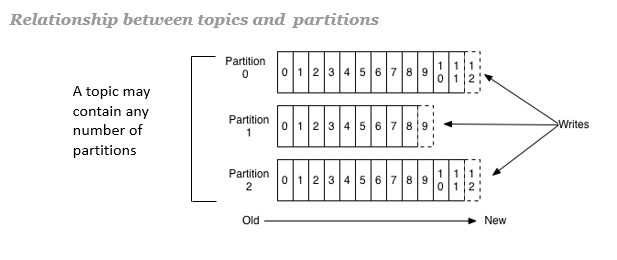 Relationship between topics and partitions
A topic may
contain any
number of
partitions
Partition
0
0 1 2 3 4 5 6 7 8 9 10 11 12
Partition
1
0 1 2 3 4 5 6 7 8 9
Partition
2
0 1 2 3 4 5 6 7 8 9 10 11 12
Writes
Old
New